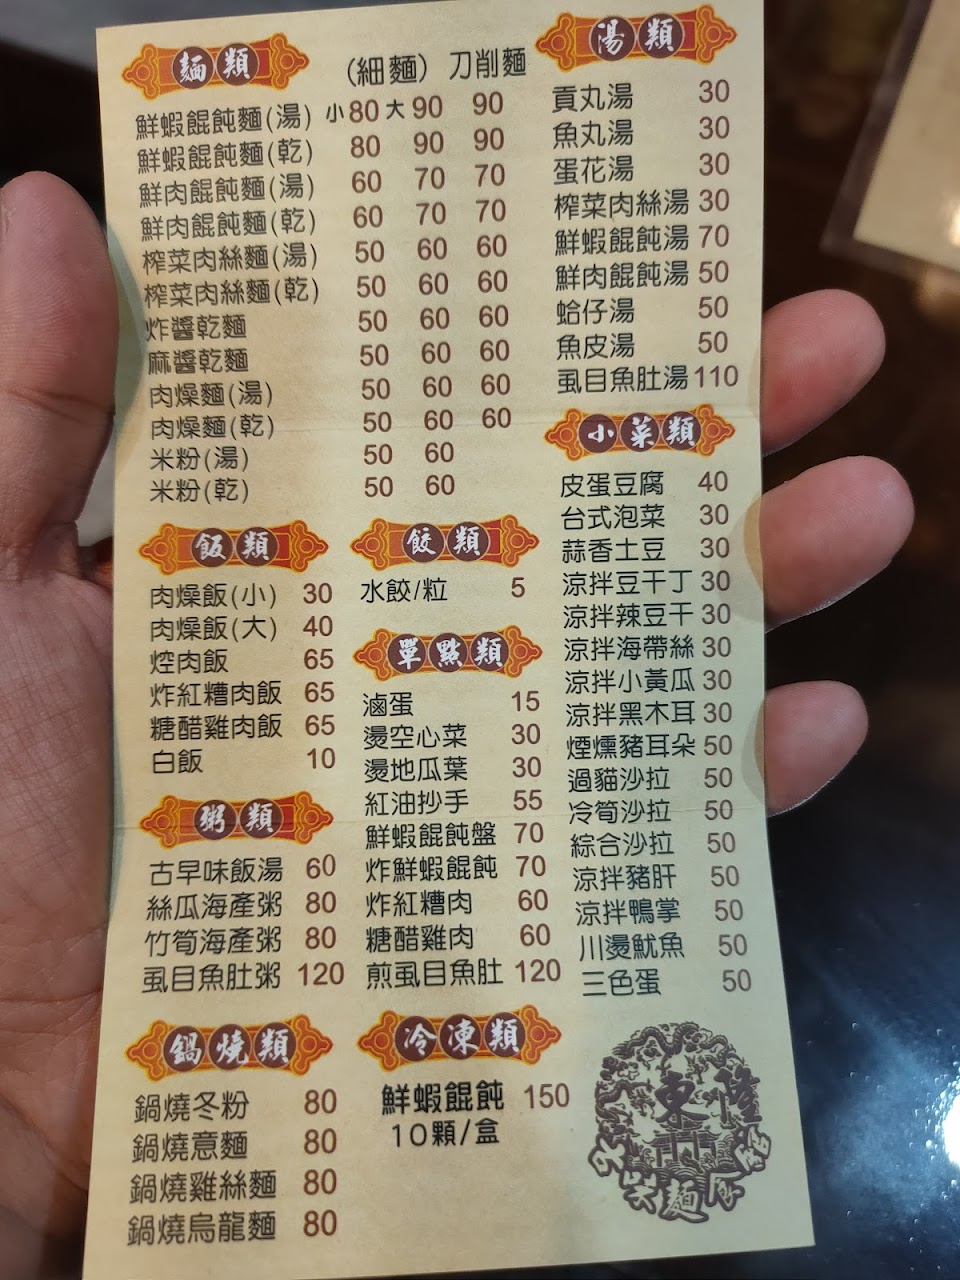 麵類
(細麵) 刀削麵
鮮蝦餛飩麵(湯) 小80 大90 90
鮮蝦餛飩麵(乾) 80 90 90
鮮肉餛飩麵(湯) 60 70 70
鮮肉餛飩麵(乾) 60 70 70
榨菜肉絲麵(湯) 50 60 60
榨菜肉絲麵(乾) 50 60 60
炸醬乾麵 50 60 60
麻醬乾麵 50 60 60
肉燥麵(湯) 50 60 60
肉燥麵(乾) 50 60 60
米粉(湯) 50 60
米粉(乾) 50 60
湯類
貢丸湯 30
魚丸湯 30
蛋花湯 30
榨菜肉絲湯 30
鮮蝦餛飩湯 70
鮮肉餛飩湯 50
蛤仔湯 50
魚皮湯 50
虱目魚肚湯 110
飯類
肉燥飯(小) 30
肉燥飯(大) 40
焢肉飯 65
炸紅糟肉飯 65
糖醋雞肉飯 65
白飯 10
餃類
水餃/粒 5
單點類
滷蛋 15
燙空心菜 30
燙地瓜葉 30
紅油抄手 55
鮮蝦餛飩盤 70
炸鮮蝦餛飩 70
炸紅糟肉 60
糖醋雞肉 60
煎虱目魚肚 120
小菜類
皮蛋豆腐 40
台式泡菜 30
蒜香土豆 30
涼拌豆干丁 30
涼拌辣豆干 30
涼拌海帶絲 30
涼拌小黃瓜 30
涼拌黑木耳 30
煙燻豬耳朵 50
過貓沙拉 50
冷筍沙拉 50
綜合沙拉 50
涼拌豬肝 50
涼拌鴨掌 50
川燙魷魚 50
三色蛋 50
粥類
古早味飯湯 60
絲瓜海產粥 80
竹筍海產粥 80
虱目魚肚粥 120
鍋燒類
鍋燒冬粉 80
鍋燒意麵 80
鍋燒雞絲麵 80
鍋燒烏龍麵 80
冷凍類
鮮蝦餛飩 150
10顆/盒
東隆
笑麵